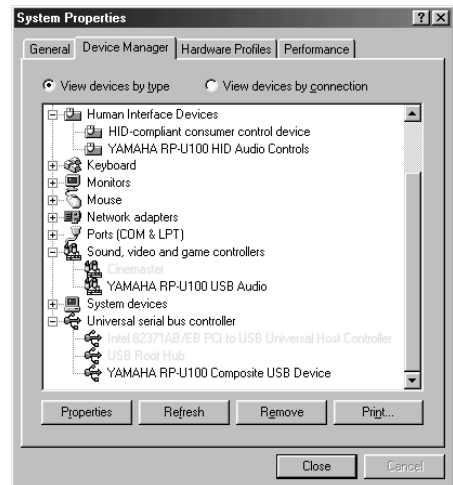 System Properties
General Device Manager Hardware Profiles Performance
View devices by type View devices by connection
Human Interface Devices
HID-compliant consumer control device
YAMAHA RP-U100 HID Audio Controls
Keyboard
Monitors
Mouse
Network adapters
Ports (COM & LPT)
Sound, video and game controllers
Cinemaster
YAMAHA RP-U100 USB Audio
System devices
Universal serial bus controller
Intel 82371AB/EB PCI to USB Universal Host Controller
USB Root Hub
YAMAHA RP-U100 Composite USB Device
Properties Refresh Remove Print...
Close Cancel